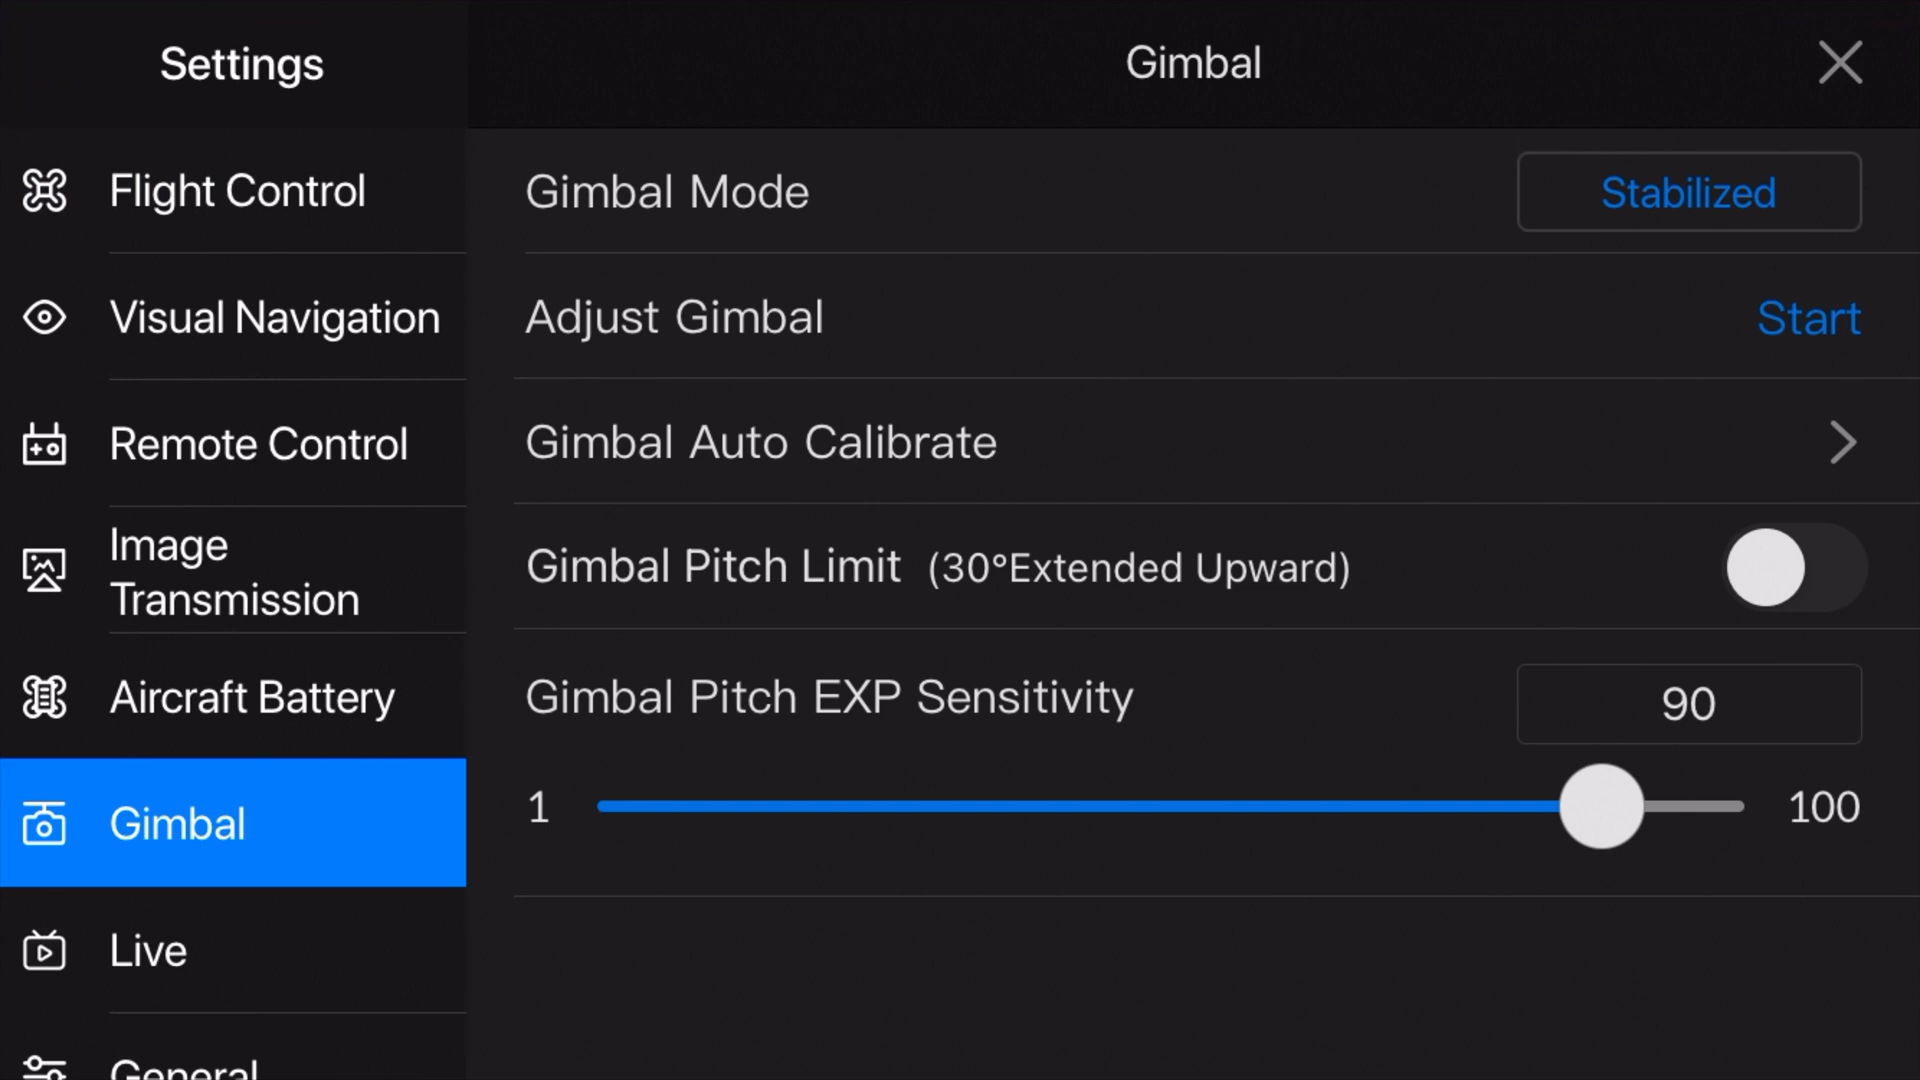 Settings
Gimbal
Flight Control
Visual Navigation
Remote Control
Image
Transmission
Aircraft Battery
Gimbal
Live
General
Gimbal Mode
Stabilized
Adjust Gimbal
Start
Gimbal Auto Calibrate
Gimbal Pitch Limit (30°Extended Upward)
Gimbal Pitch EXP Sensitivity
90
1
100